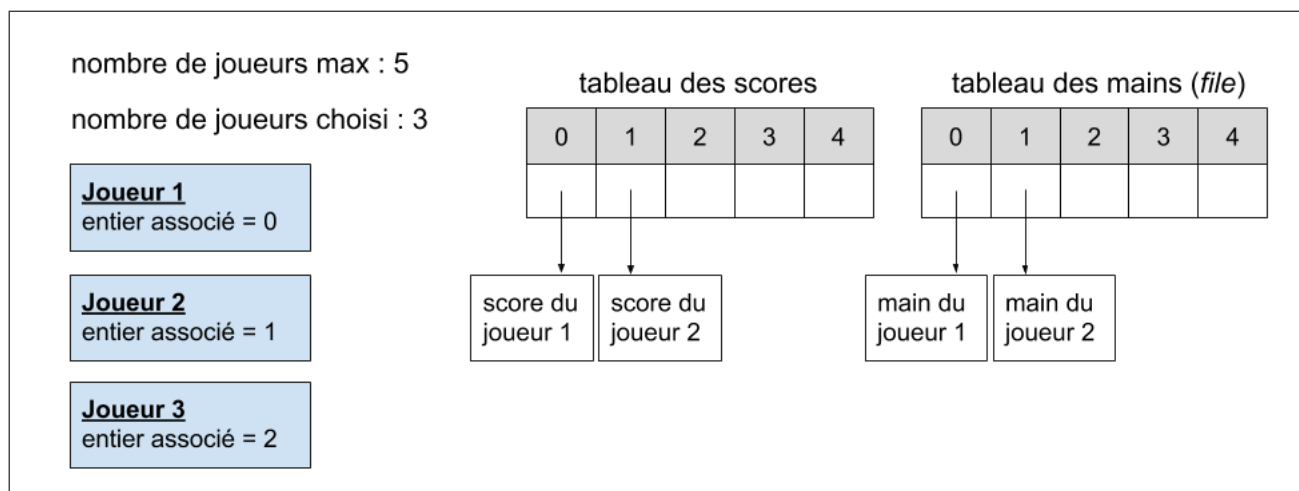 nombre de joueurs max : 5
nombre de joueurs choisi : 3
Joueur 1
entier associé = 0
Joueur 2
entier associé = 1
Joueur 3
entier associé = 2
tableau des scores
0 1 2 3 4
score du
joueur 1
score du
joueur 2
tableau des mains (file)
0 1 2 3 4
main du
joueur 1
main du
joueur 2